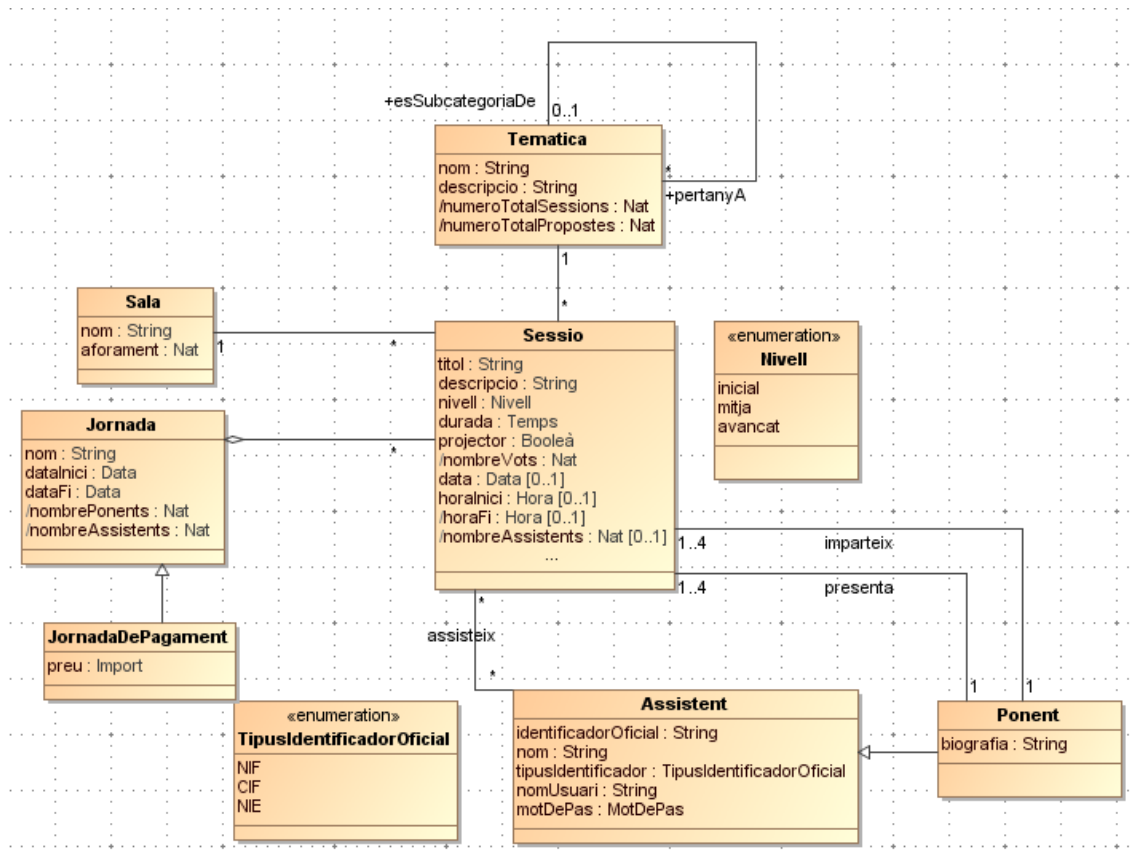 +esSubcategoriaDe
0..1
Tematica
nom : String
descripcio : String
/numeroTotalSessions : Nat
/numeroTotalPropostes : Nat
*
+pertanyA
1
*
Sala
nom : String
aforament : Nat
1
*
Sessio
titol : String
descripcio : String
nivell : Nivell
durada : Temps
projector : Booleà
/nombreVots : Nat
data : Data [0..1]
horaInici : Hora [0..1]
/horaFi : Hora [0..1]
/nombreAssistents : Nat [0..1]
...
«enumeration»
Nivell
inicial
mitja
avancat
Jornada
nom : String
dataInici : Data
dataFi : Data
/nombrePonents : Nat
/nombreAssistents : Nat
*
1..4
imparteix
1..4
presenta
JornadaDePagament
preu : Import
*
assisteix
*
1
1
«enumeration»
TipusIdentificadorOficial
NIF
CIF
NIE
Assistent
identificadorOficial : String
nom : String
tipusIdentificador : TipusIdentificadorOficial
nomUsuari : String
motDePas : MotDePas
Ponent
biografia : String